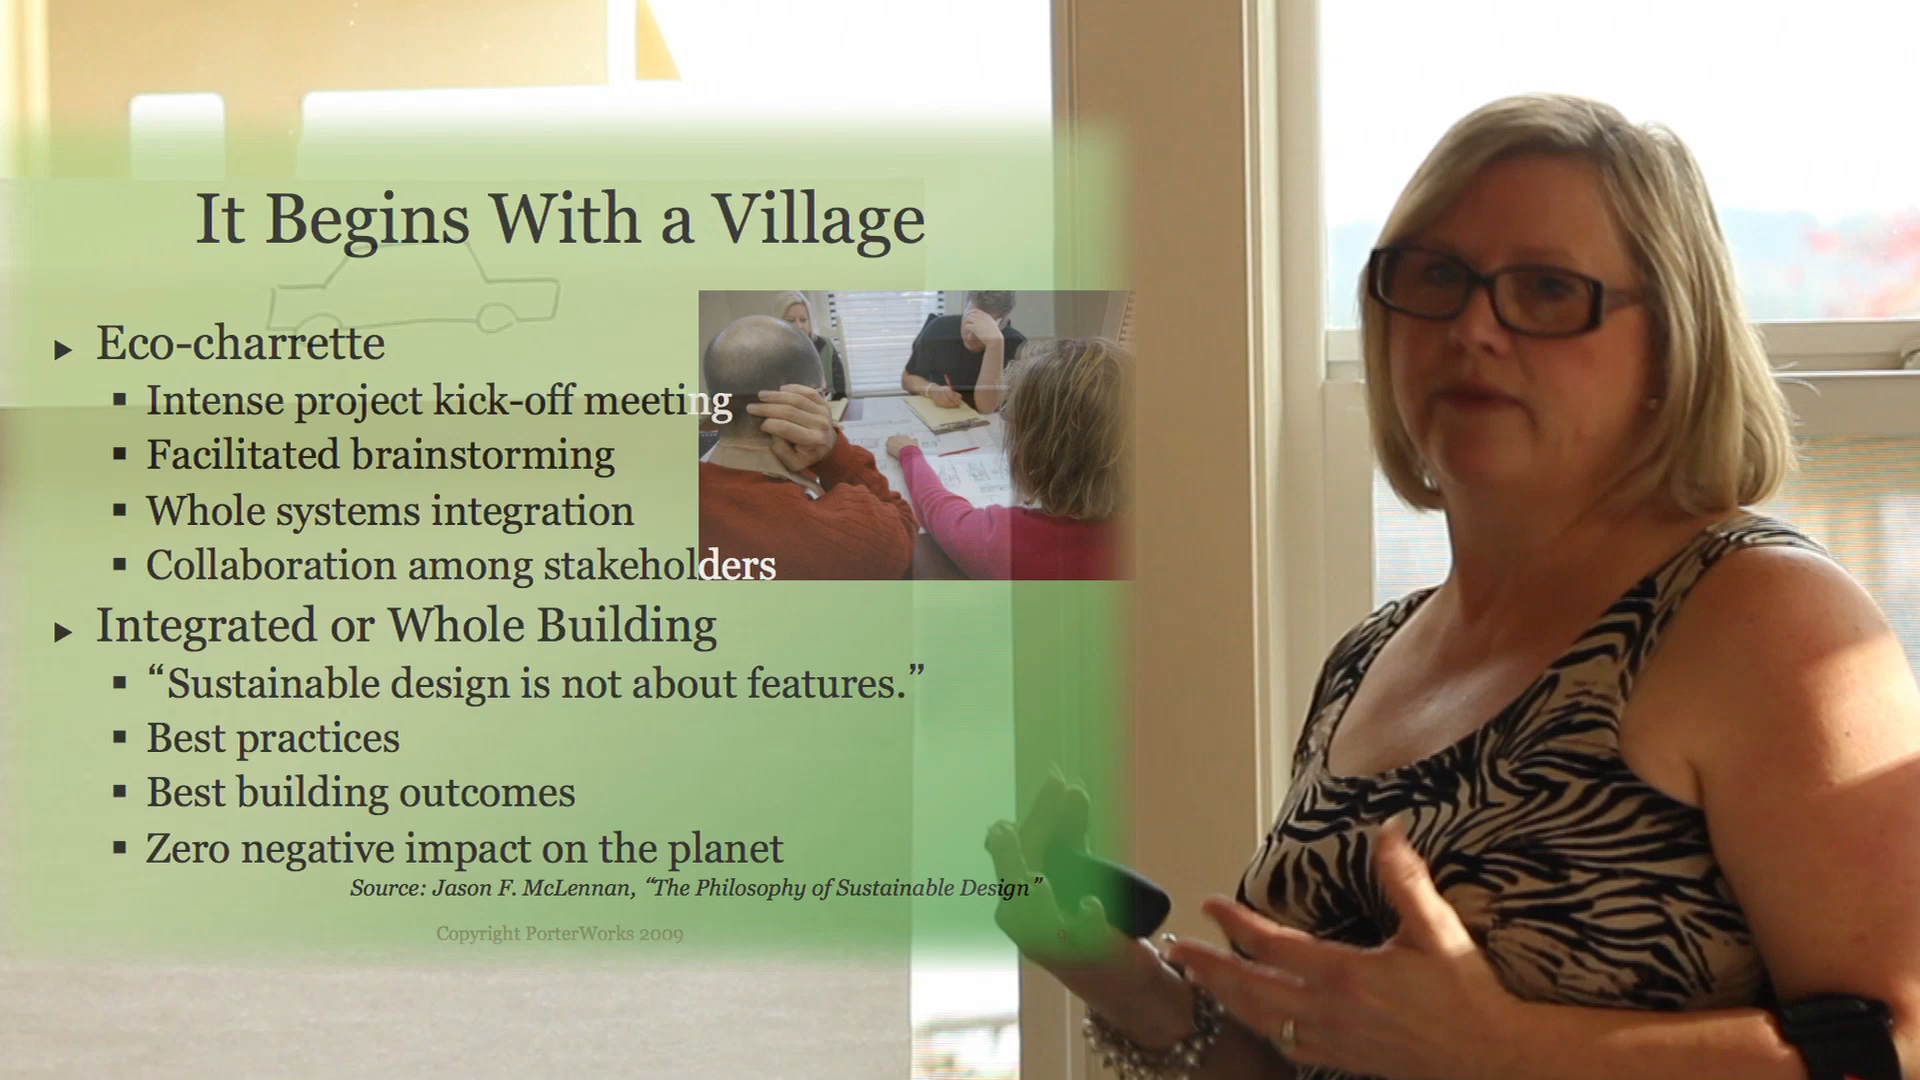 It Begins With a Village
▶ Eco-charrette
▪ Intense project kick-off meeting
▪ Facilitated brainstorming
▪ Whole systems integration
▪ Collaboration among stakeholders
▶ Integrated or Whole Building
▪ “Sustainable design is not about features.”
▪ Best practices
▪ Best building outcomes
▪ Zero negative impact on the planet
Source: Jason F. McLennan, “The Philosophy of Sustainable Design”
Copyright PorterWorks 2009